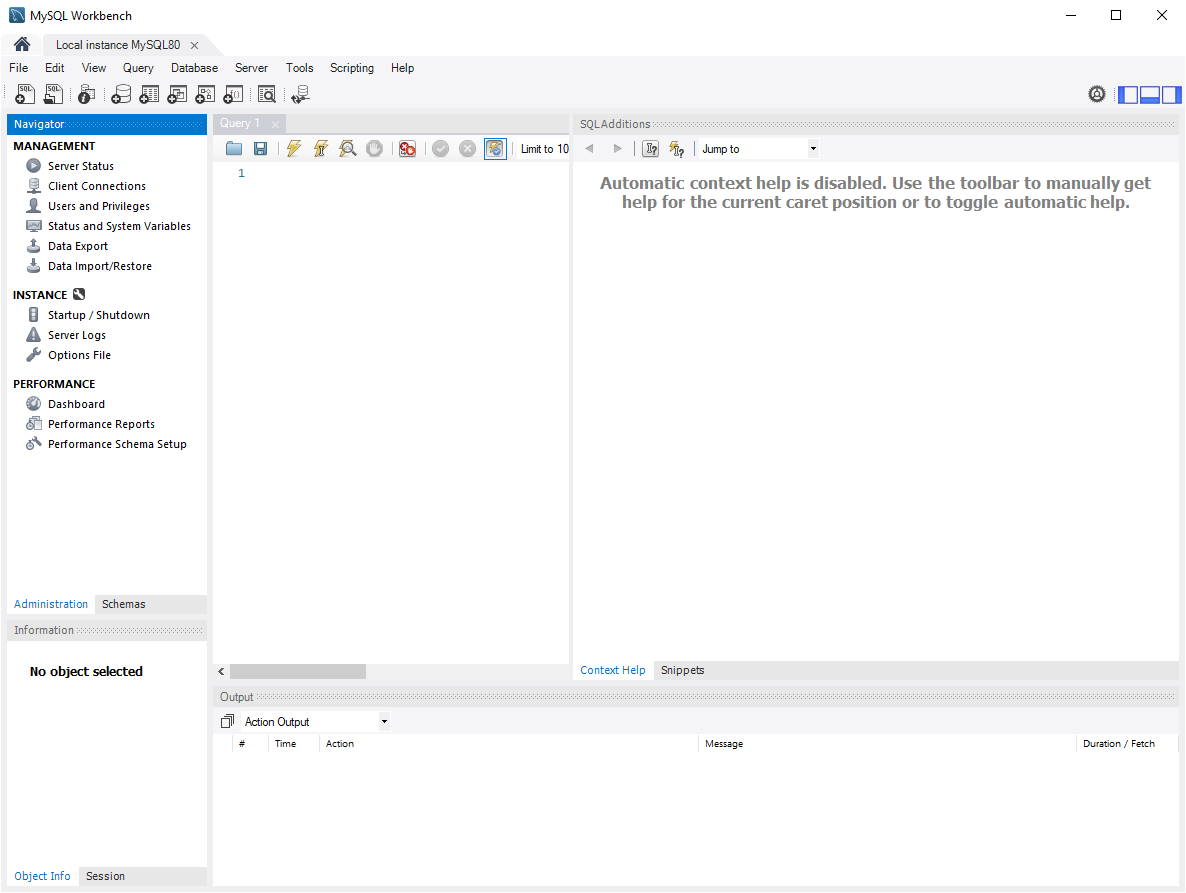 MySQL Workbench
Local instance MySQL80
File Edit View Query Database Server Tools Scripting Help
Navigator
MANAGEMENT
Server Status
Client Connections
Users and Privileges
Status and System Variables
Data Export
Data Import/Restore
INSTANCE
Startup / Shutdown
Server Logs
Options File
PERFORMANCE
Dashboard
Performance Reports
Performance Schema Setup
Administration Schemas
Information
No object selected
Object Info Session
Query 1
Limit to 10
1
SQLAdditions
Jump to
Automatic context help is disabled. Use the toolbar to manually get
help for the current caret position or to toggle automatic help.
Context Help Snippets
Output
Action Output
# Time Action Message Duration / Fetch